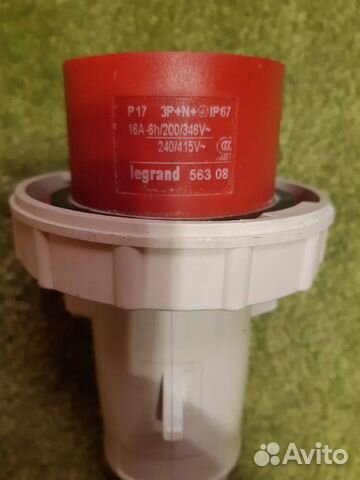 P17 3P+N+⏚IP67
16A-6h/200/346V~
240/415V~
legrand 563 08
Avito